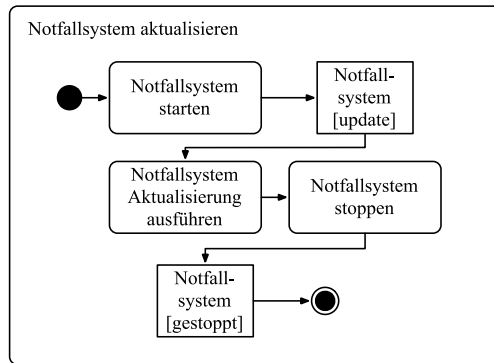 Notfallsystem aktualisieren
Notfallsystem
starten
Notfall-
system
[update]
Notfallsystem
Aktualisierung
ausführen
Notfallsystem
stoppen
Notfall-
system
[gestoppt]